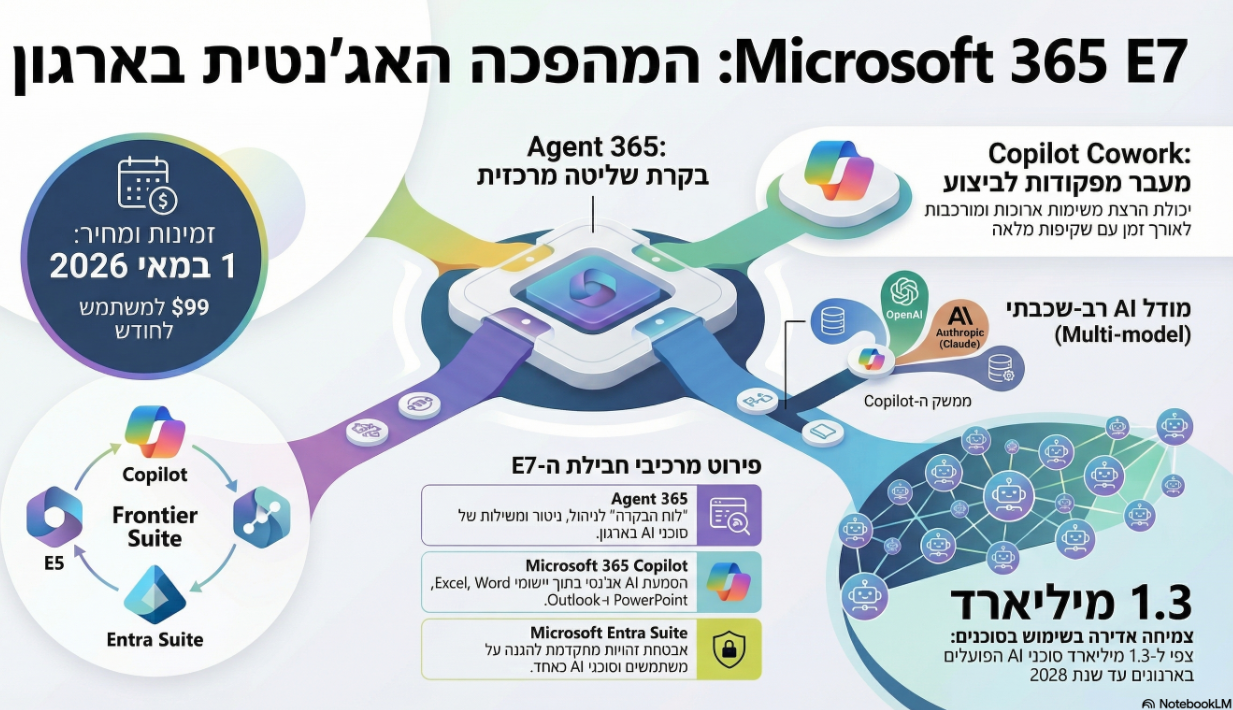 Microsoft 365 E7: המהפכה האג'נטית בארגון
Copilot Cowork:
מעבר מפקודות לביצוע
יכולת הרצת משימות ארוכות ומורכבות
לאורך זמן עם שקיפות מלאה
Agent 365:
בקרת שליטה מרכזית
זמינות ומחיר:
1 במאי 2026
$99 למשתמש
לחודש
מודל AI רב-שכבתי
(Multi-model)
OpenAI
AI
Authropic
(Claude)
ממשק ה-Copilot
Copilot
Frontier
Suite
E5
Entra Suite
פירוט מרכיבי חבילת ה-E7
Agent 365
"לוח הבקרה" לניהול, ניטור ומשילות של
סוכני AI בארגון.
Microsoft 365 Copilot
הסמעת AI אג'נסי בתוך יישומי Excel, Word,
PowerPoint ו-Outlook.
Microsoft Entra Suite
אבטחת זהויות מתקדמת להגנה על
משתמשים וסוכני AI כאחד.
1.3 מיליארד
צמיחה אדירה בשימוש בסוכנים:
צפי ל-1.3 מיליארד סוכני AI הפועלים
בארנוגים עד שנת 2028
NotebookLM